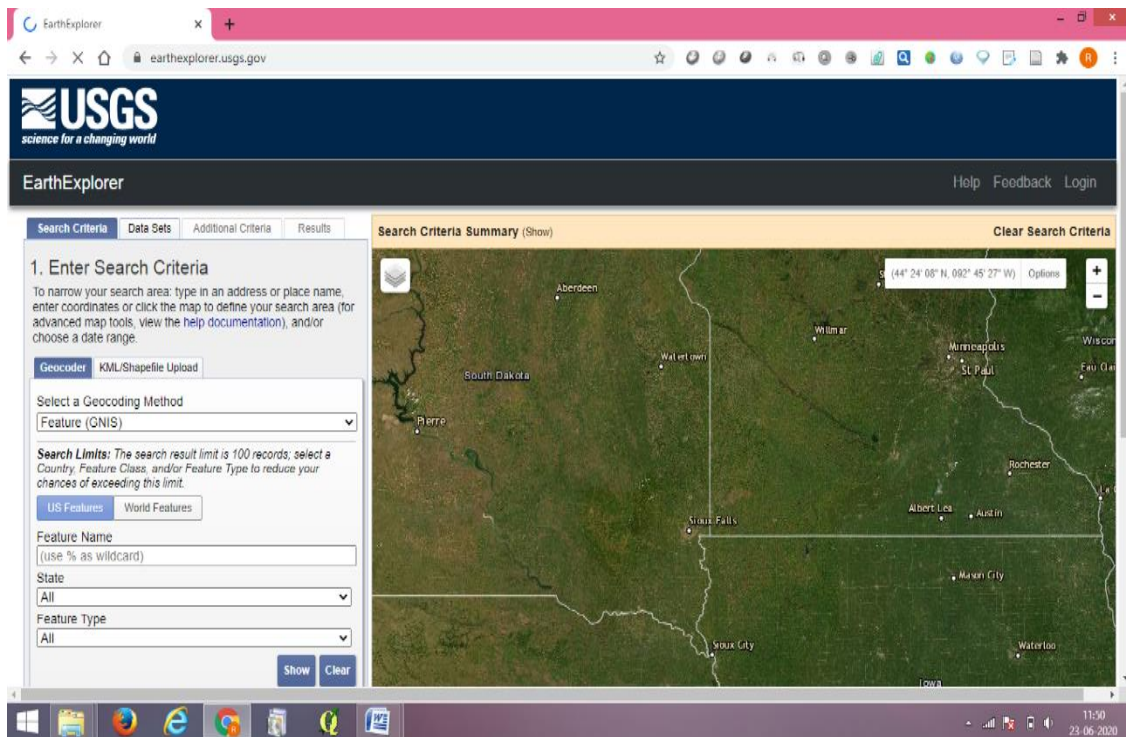 EarthExplorer
earthexplorer.usgs.gov
R
USGS
science for a changing world
EarthExplorer
Help Feedback Login
Search Criteria Data Sets Additional Criteria Results
1. Enter Search Criteria
To narrow your search area: type in an address or place name,
enter coordinates or click the map to define your search area (for
advanced map tools, view the help documentation), and/or
choose a date range.
Geocoder KML/Shapefile Upload
Select a Geocoding Method
Feature (GNIS)
Search Limits: The search result limit is 100 records; select a
Country, Feature Class, and/or Feature Type to reduce your
chances of exceeding this limit.
US Features World Features
Feature Name
(use % as wildcard)
State
All
Feature Type
All
Show Clear
Search Criteria Summary (Show) Clear Search Criteria
(44° 24' 08" N, 092° 45' 27" W) Options
+
−
Aberdeen
Willmar
Minneapolis
Wiscon
Watertown
St Paul
Eau Clai
South Dakota
Pierre
Rochester
La
Albert Lea
Austin
Sioux Falls
Mason City
Sioux City
Waterloo
Iowa
11:50
23-06-2020